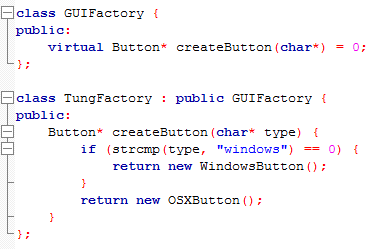 class GUIFactory {
public:
    virtual Button* createButton(char*) = 0;
};

class TungFactory : public GUIFactory {
public:
    Button* createButton(char* type) {
        if (strcmp(type, "windows") == 0) {
            return new WindowsButton();
        }
        return new OSXButton();
    }
};